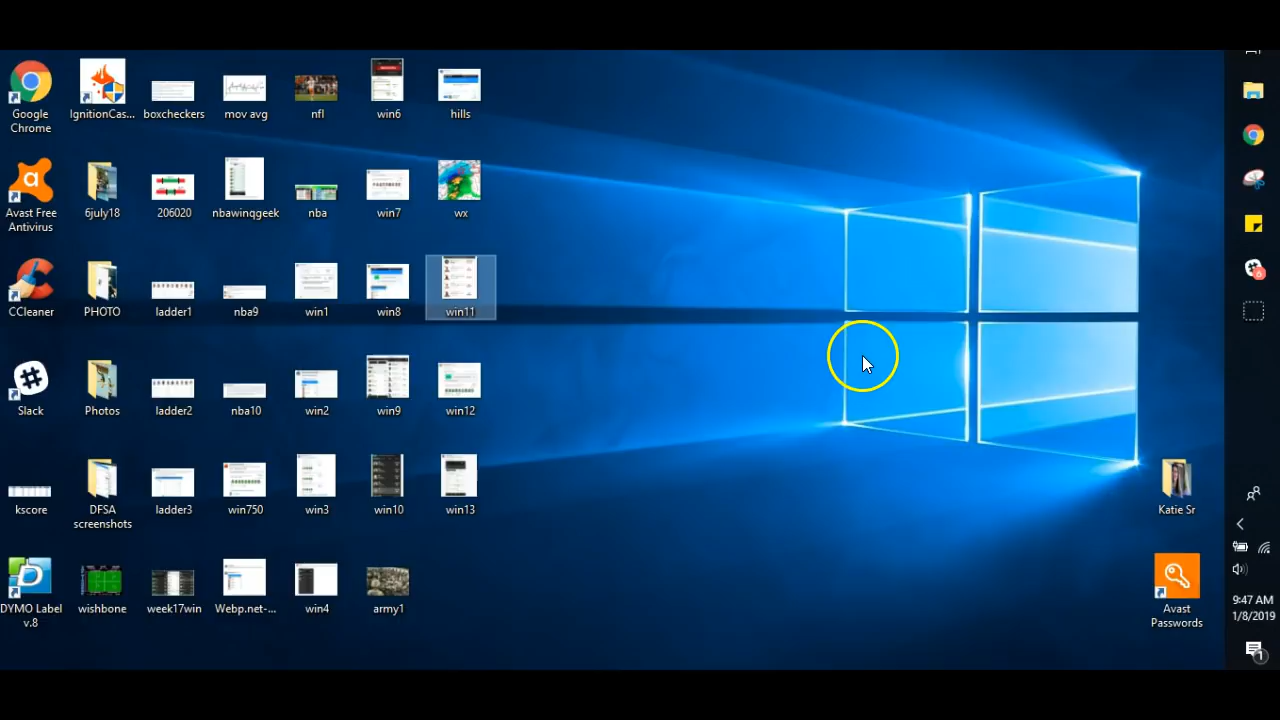 Google
Chrome
IgnitionCas...
boxcheckers
mov avg
nfl
win6
hills
Avast Free
Antivirus
6july18
206020
nbawinqgeek
nba
win7
wx
CCleaner
PHOTO
ladder1
nba9
win1
win8
win11
Slack
Photos
ladder2
nba10
win2
win9
win12
kscore
DFSA
screenshots
ladder3
win750
win3
win10
win13
Katie Sr
DYMO Label
v.8
wishbone
week17win
Webp.net-...
win4
army1
Avast
Passwords
9:47 AM
1/8/2019
1